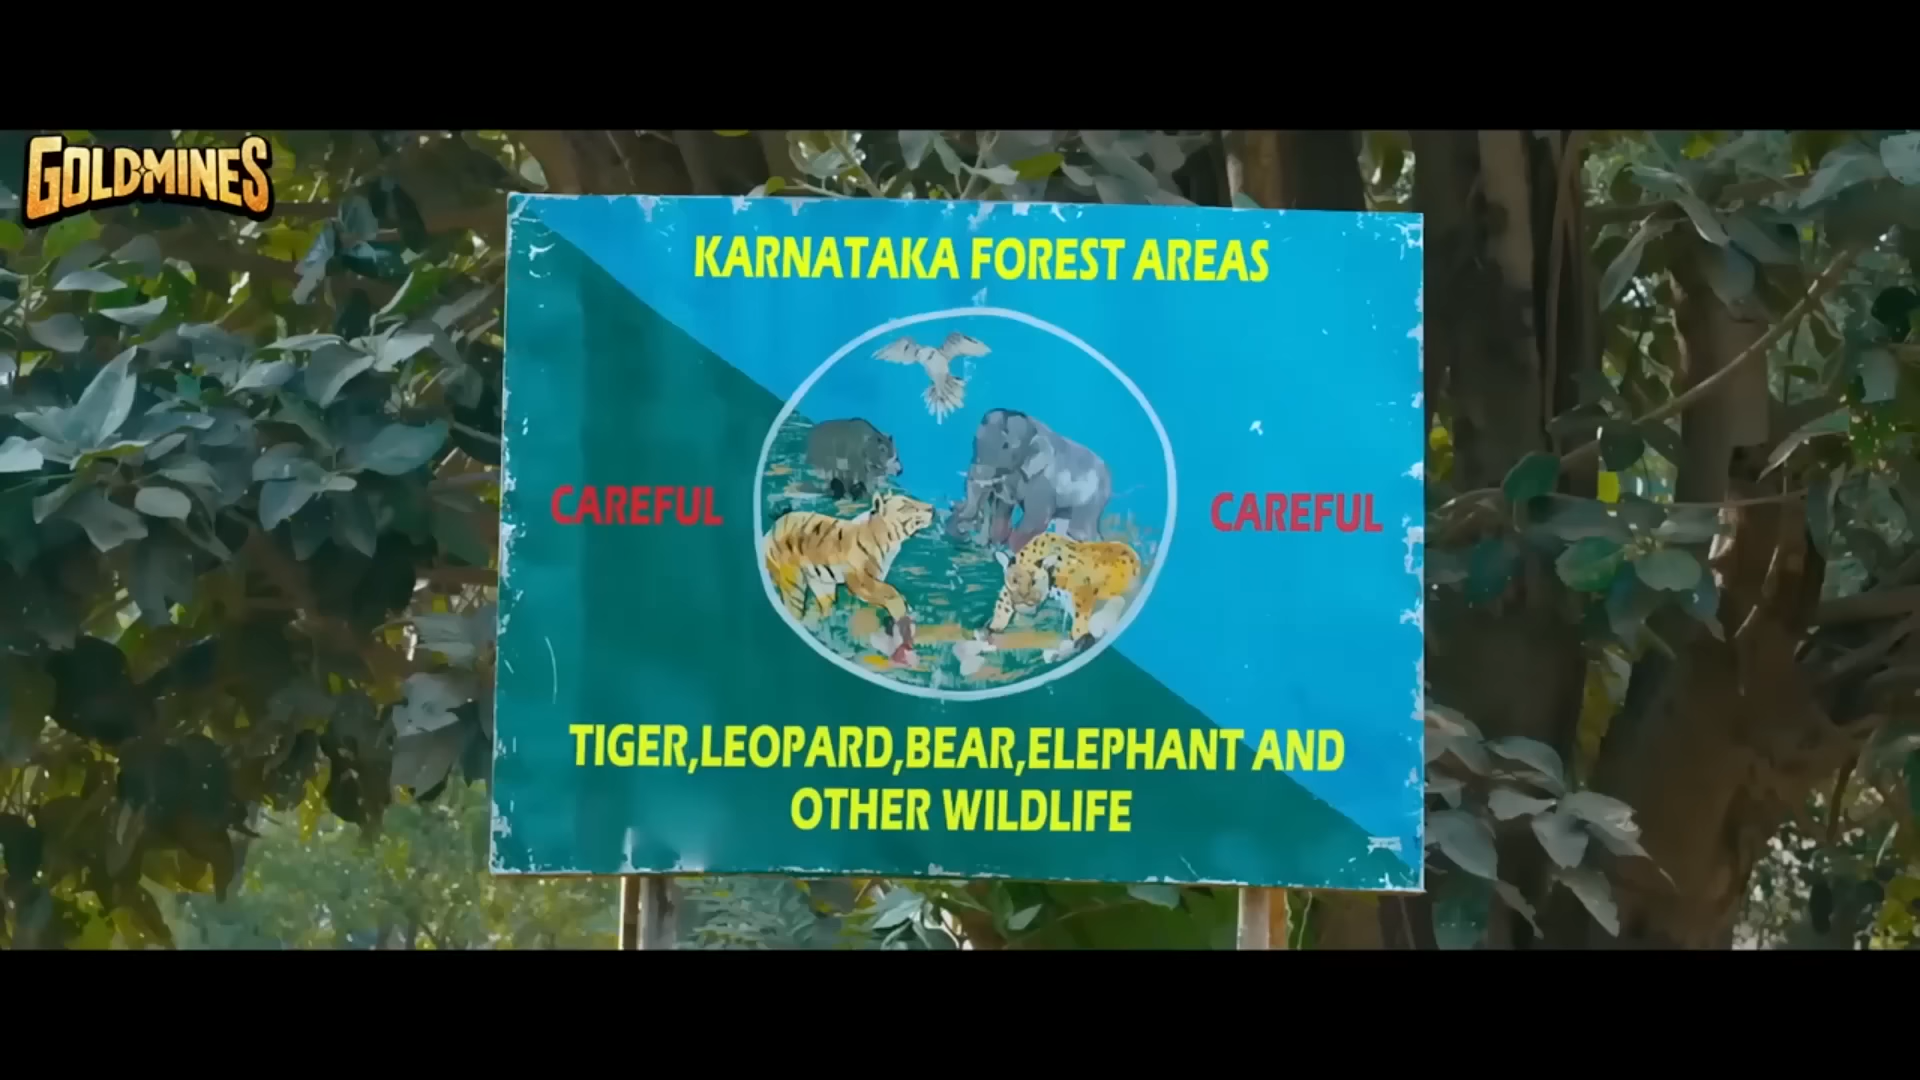 GOLDMINES
KARNATAKA FOREST AREAS
CAREFUL
CAREFUL
TIGER,LEOPARD,BEAR,ELEPHANT AND
OTHER WILDLIFE